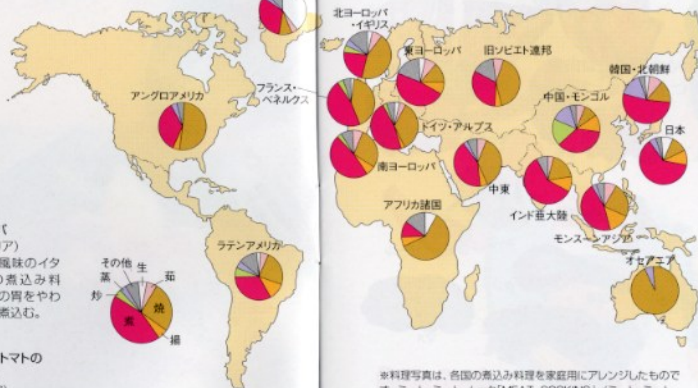 北ヨーロッパ
・イギリス
東ヨーロッパ
旧ソビエト連邦
韓国・北朝鮮
フランス・
ベネルクス
アングロアメリカ
中国・モンゴル
日本
ドイツ・アルプス
南ヨーロッパ
中東
インド亜大陸
アフリカ諸国
モンスーンアジア
ラテンアメリカ
オセアニア
パ
ア)
風味のイタ
煮込み料
の胃をやわ
煮込む。
トマトの
その他
生
蒸
茹
炒
焼
煮
揚
※料理写真は、各国の煮込み料理を家庭用にアレンジしたもので